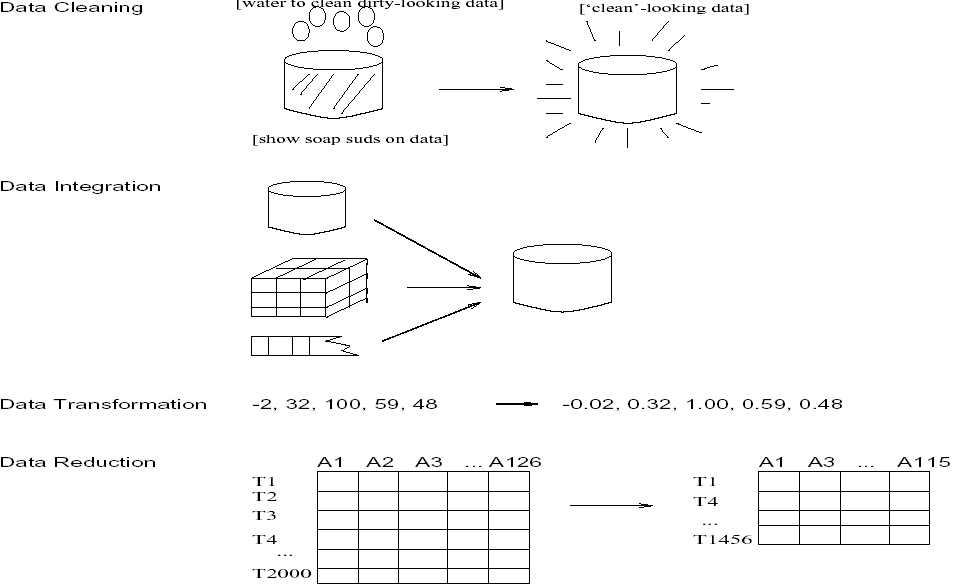 Data Cleaning
[water to clean dirty-looking data]
['clean'-looking data]
[show soap suds on data]
Data Integration
Data Transformation -2, 32, 100, 59, 48 -0.02, 0.32, 1.00, 0.59, 0.48
Data Reduction
A1 A2 A3 ... A126
T1
T2
T3
T4
...
T2000
A1 A3 ... A115
T1
T4
...
T1456